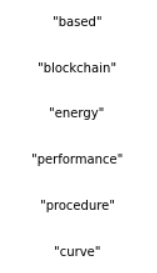 "based"
"blockchain"
"energy"
"performance"
"procedure"
"curve"